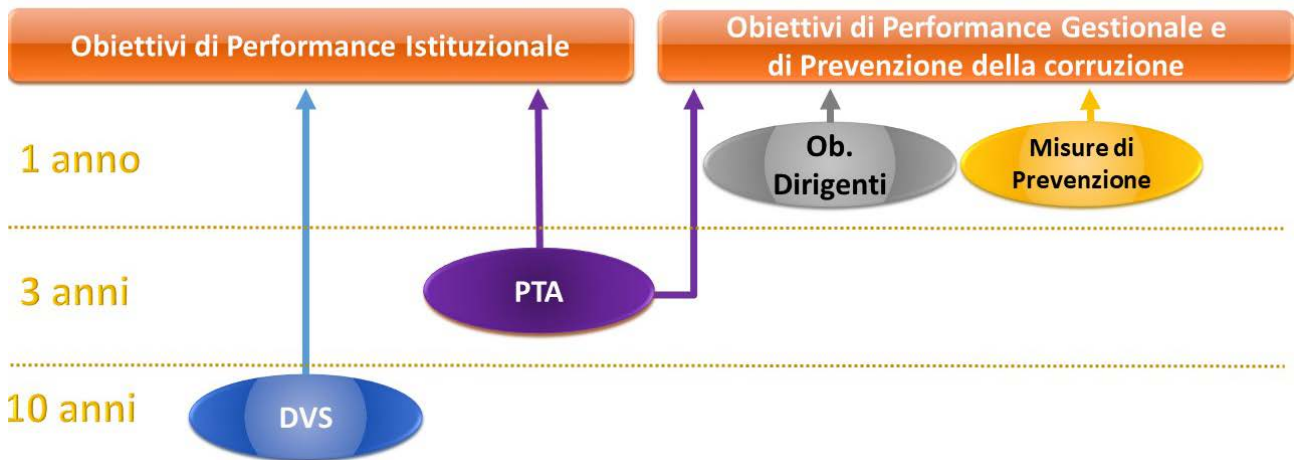 Obiettivi di Performance Istituzionale
Obiettivi di Performance Gestionale e
di Prevenzione della corruzione
1 anno
Ob.
Dirigenti
Misure di
Prevenzione
3 anni
PTA
10 anni
DVS